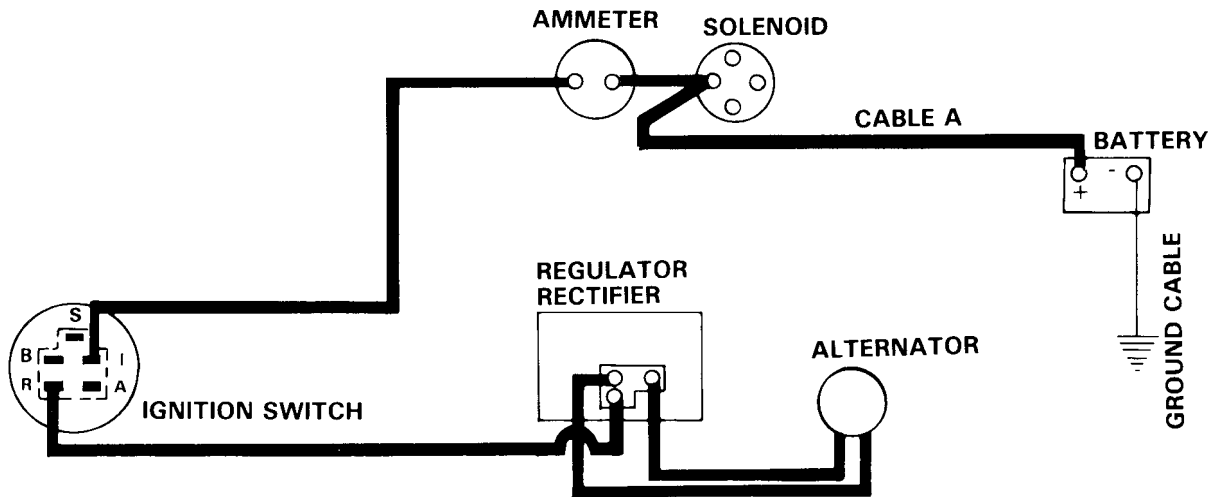 AMMETER
SOLENOID
CABLE A
BATTERY
+
-
GROUND CABLE
REGULATOR
RECTIFIER
ALTERNATOR
S
B
I
R
A
IGNITION SWITCH